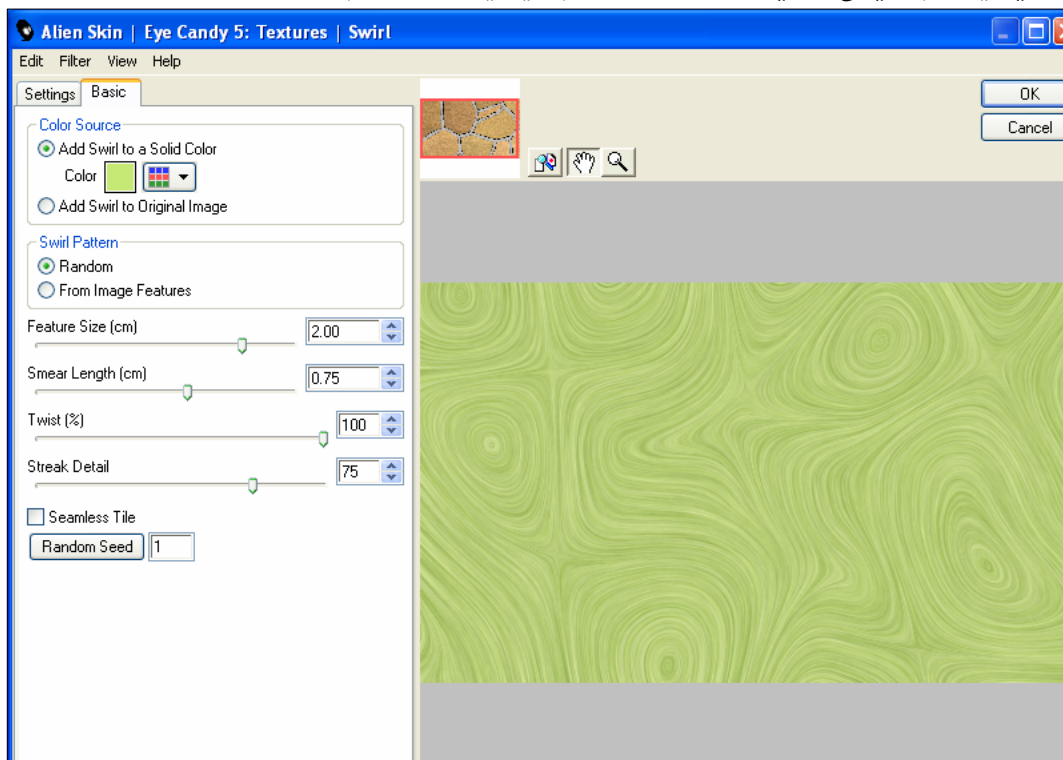 Alien Skin | Eye Candy 5: Textures | Swirl
Edit Filter View Help
Settings Basic
OK
Cancel
Color Source
Add Swirl to a Solid Color
Color
Add Swirl to Original Image
Swirl Pattern
Random
From Image Features
Feature Size (cm) 2.00
Smear Length (cm) 0.75
Twist (%) 100
Streak Detail 75
Seamless Tile
Random Seed 1